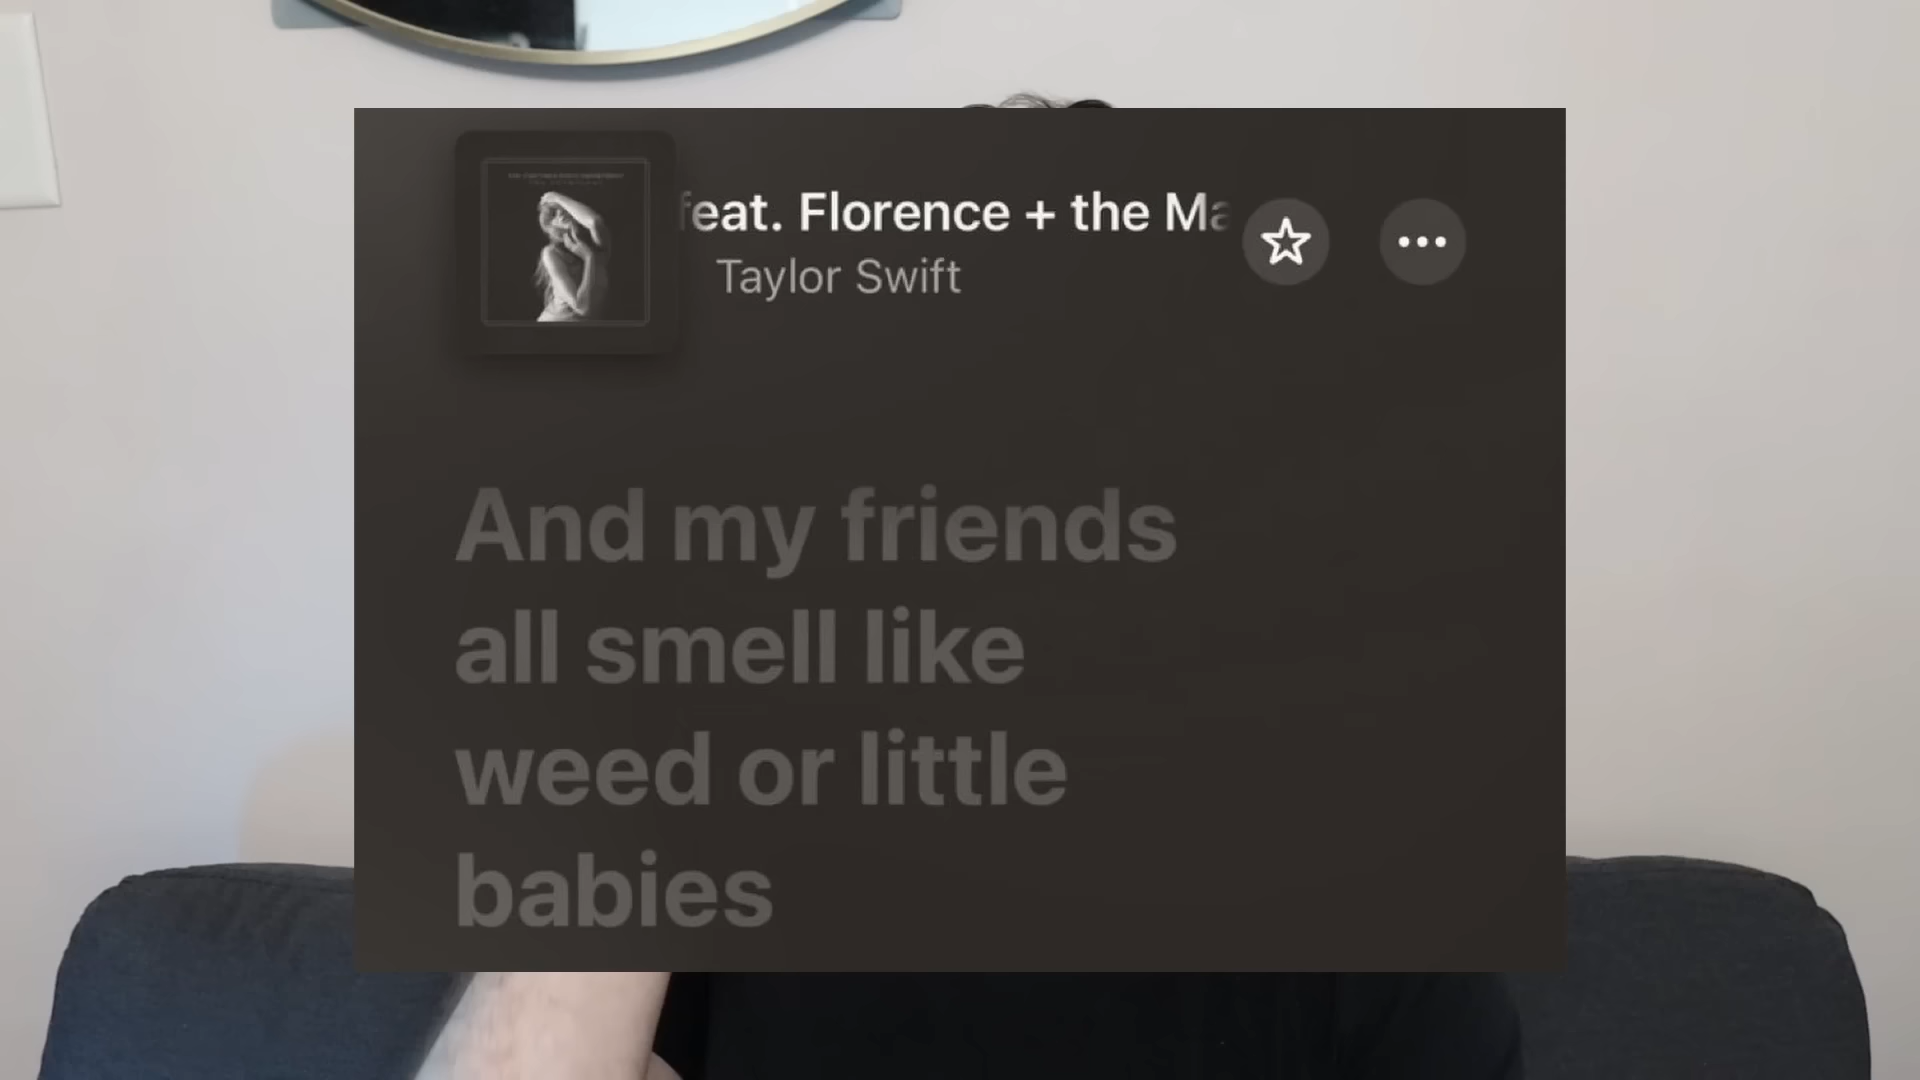 feat. Florence + the Ma
Taylor Swift
And my friends
all smell like
weed or little
babies